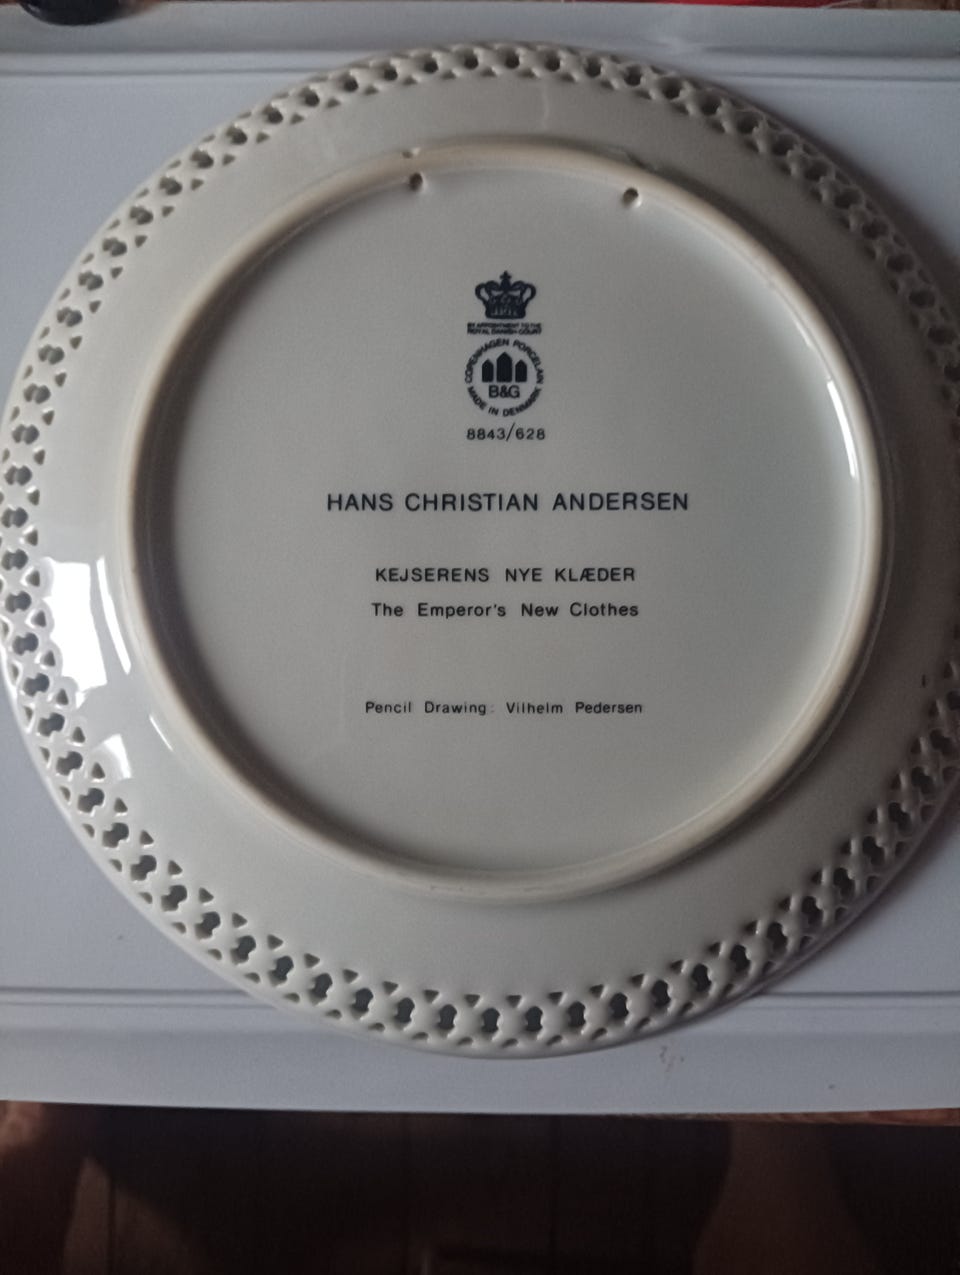 BY APPOINTMENT TO THE
ROYAL DANISH COURT
COPENHAGEN PORCELAIN
B&G
MADE IN DENMARK
8843/628
HANS CHRISTIAN ANDERSEN
KEJSERENS NYE KLÆDER
The Emperor's New Clothes
Pencil Drawing: Vilhelm Pedersen